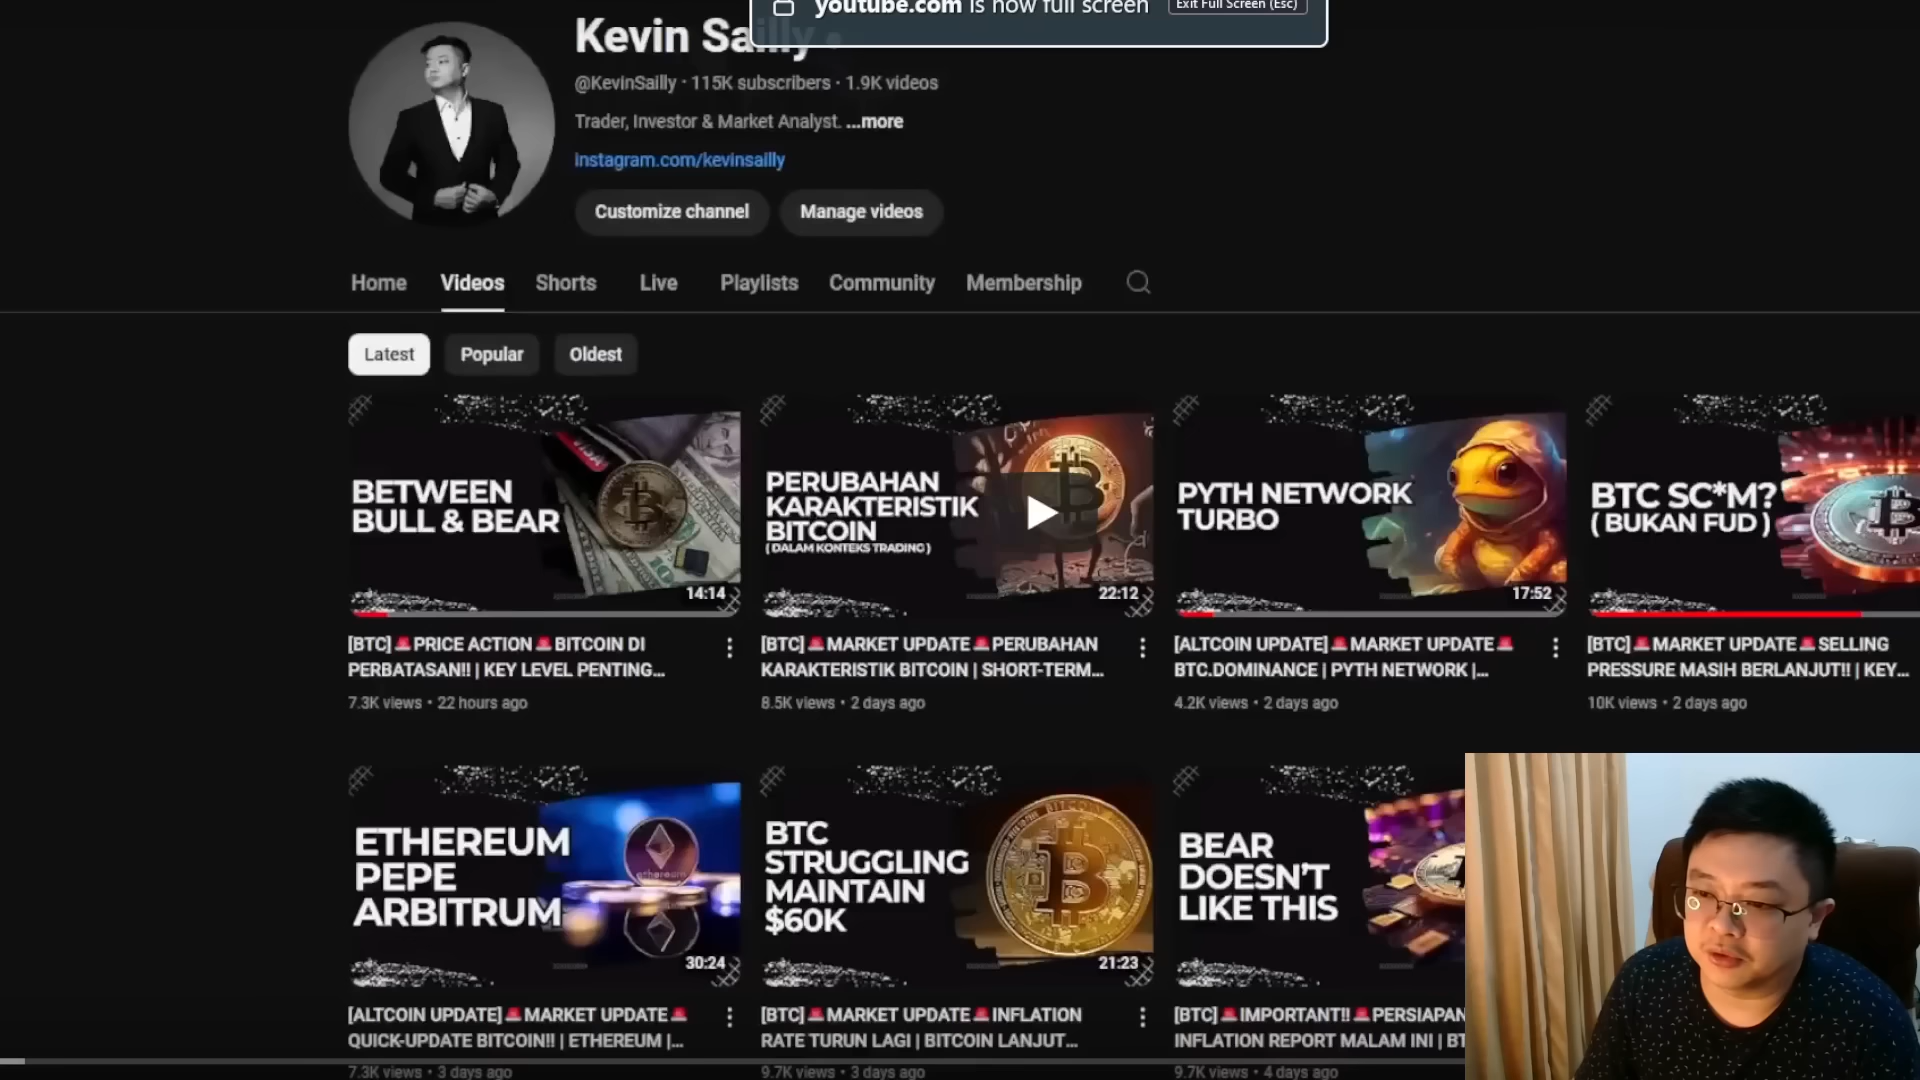 youtube.com is now full screen
Exit Full Screen (Esc)
Kevin Sailly
@KevinSailly · 115K subscribers · 1.9K videos
Trader, Investor & Market Analyst. ...more
instagram.com/kevinsailly
Customize channel
Manage videos
Home
Videos
Shorts
Live
Playlists
Community
Membership
Latest
Popular
Oldest
BETWEEN
BULL & BEAR
VISA
14:14
PERUBAHAN
KARAKTERISTIK
BITCOIN
( DALAM KONTEKS TRADING )
22:12
PYTH NETWORK
TURBO
17:52
BTC SC*M?
( BUKAN FUD )
[BTC]🚨PRICE ACTION🚨BITCOIN DI
PERBATASAN!! | KEY LEVEL PENTING...
7.3K views · 22 hours ago
[BTC]🚨MARKET UPDATE🚨PERUBAHAN
KARAKTERISTIK BITCOIN | SHORT-TERM...
8.5K views · 2 days ago
[ALTCOIN UPDATE]🚨MARKET UPDATE🚨
BTC.DOMINANCE | PYTH NETWORK |...
4.2K views · 2 days ago
[BTC]🚨MARKET UPDATE🚨SELLING
PRESSURE MASIH BERLANJUT!! | KEY...
10K views · 2 days ago
ETHEREUM
PEPE
ARBITRUM
ethereum
30:24
BTC
STRUGGLING
MAINTAIN
$60K
BITCOIN
21:23
BEAR
DOESN'T
LIKE THIS
[ALTCOIN UPDATE]🚨MARKET UPDATE🚨
QUICK-UPDATE BITCOIN!! | ETHEREUM |...
7.3K views · 3 days ago
[BTC]🚨MARKET UPDATE🚨INFLATION
RATE TURUN LAGI | BITCOIN LANJUT...
9.7K views · 3 days ago
[BTC]🚨IMPORTANT!!🚨PERSIAPAN
INFLATION REPORT MALAM INI | BT
9.7K views · 4 days ago